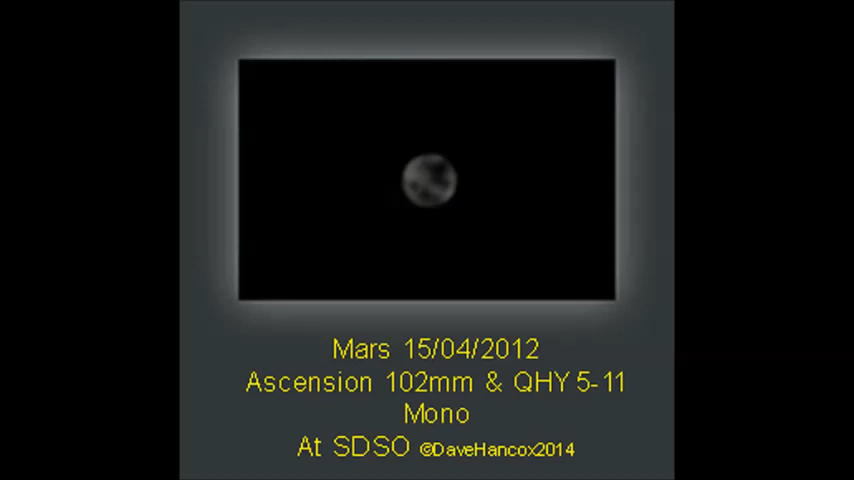 Mars 15/04/2012
Ascension 102mm & QHY 5-11
Mono
At SDSO ©DaveHancox2014